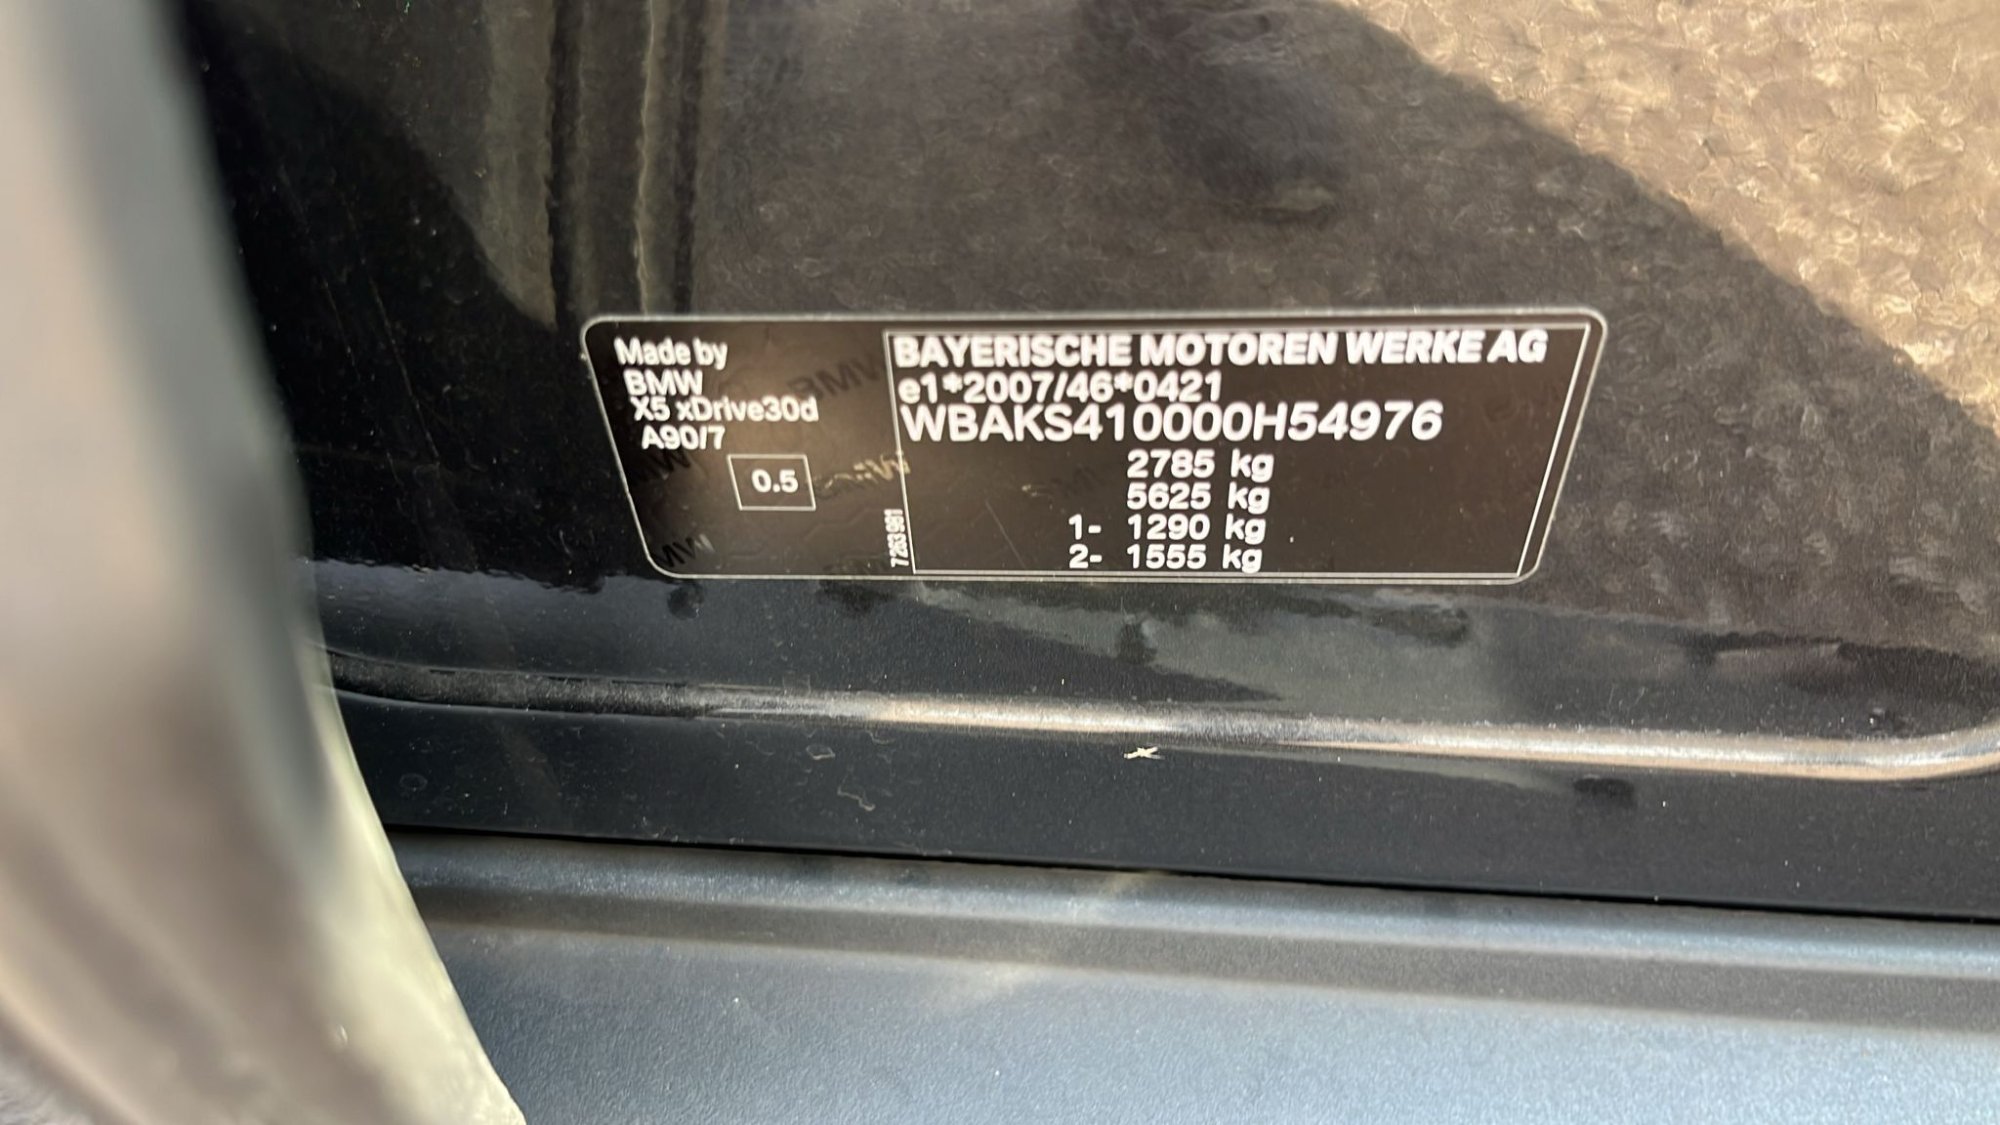 Made by
BMW
X5 xDrive30d
A90/7
0.5
7263981
BAYERISCHE MOTOREN WERKE AG
e1*2007/46*0421
WBAKS410000H54976
2785 kg
5625 kg
1- 1290 kg
2- 1555 kg